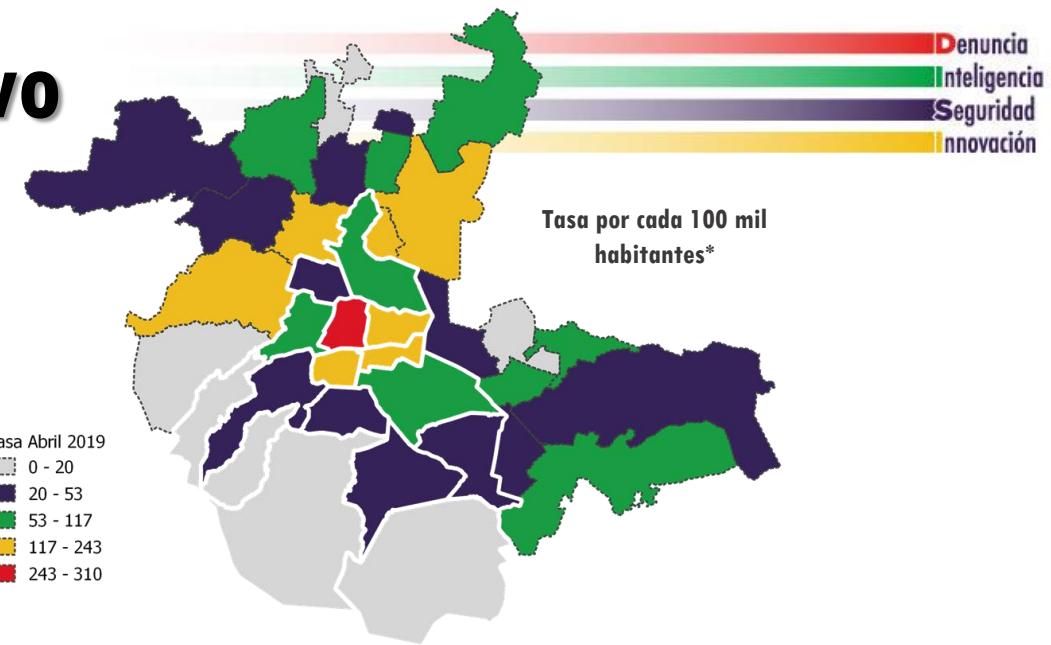 vo
Denuncia
Inteligencia
Seguridad
Innovación
Tasa por cada 100 mil
habitantes*
asa Abril 2019
0 - 20
20 - 53
53 - 117
117 - 243
243 - 310